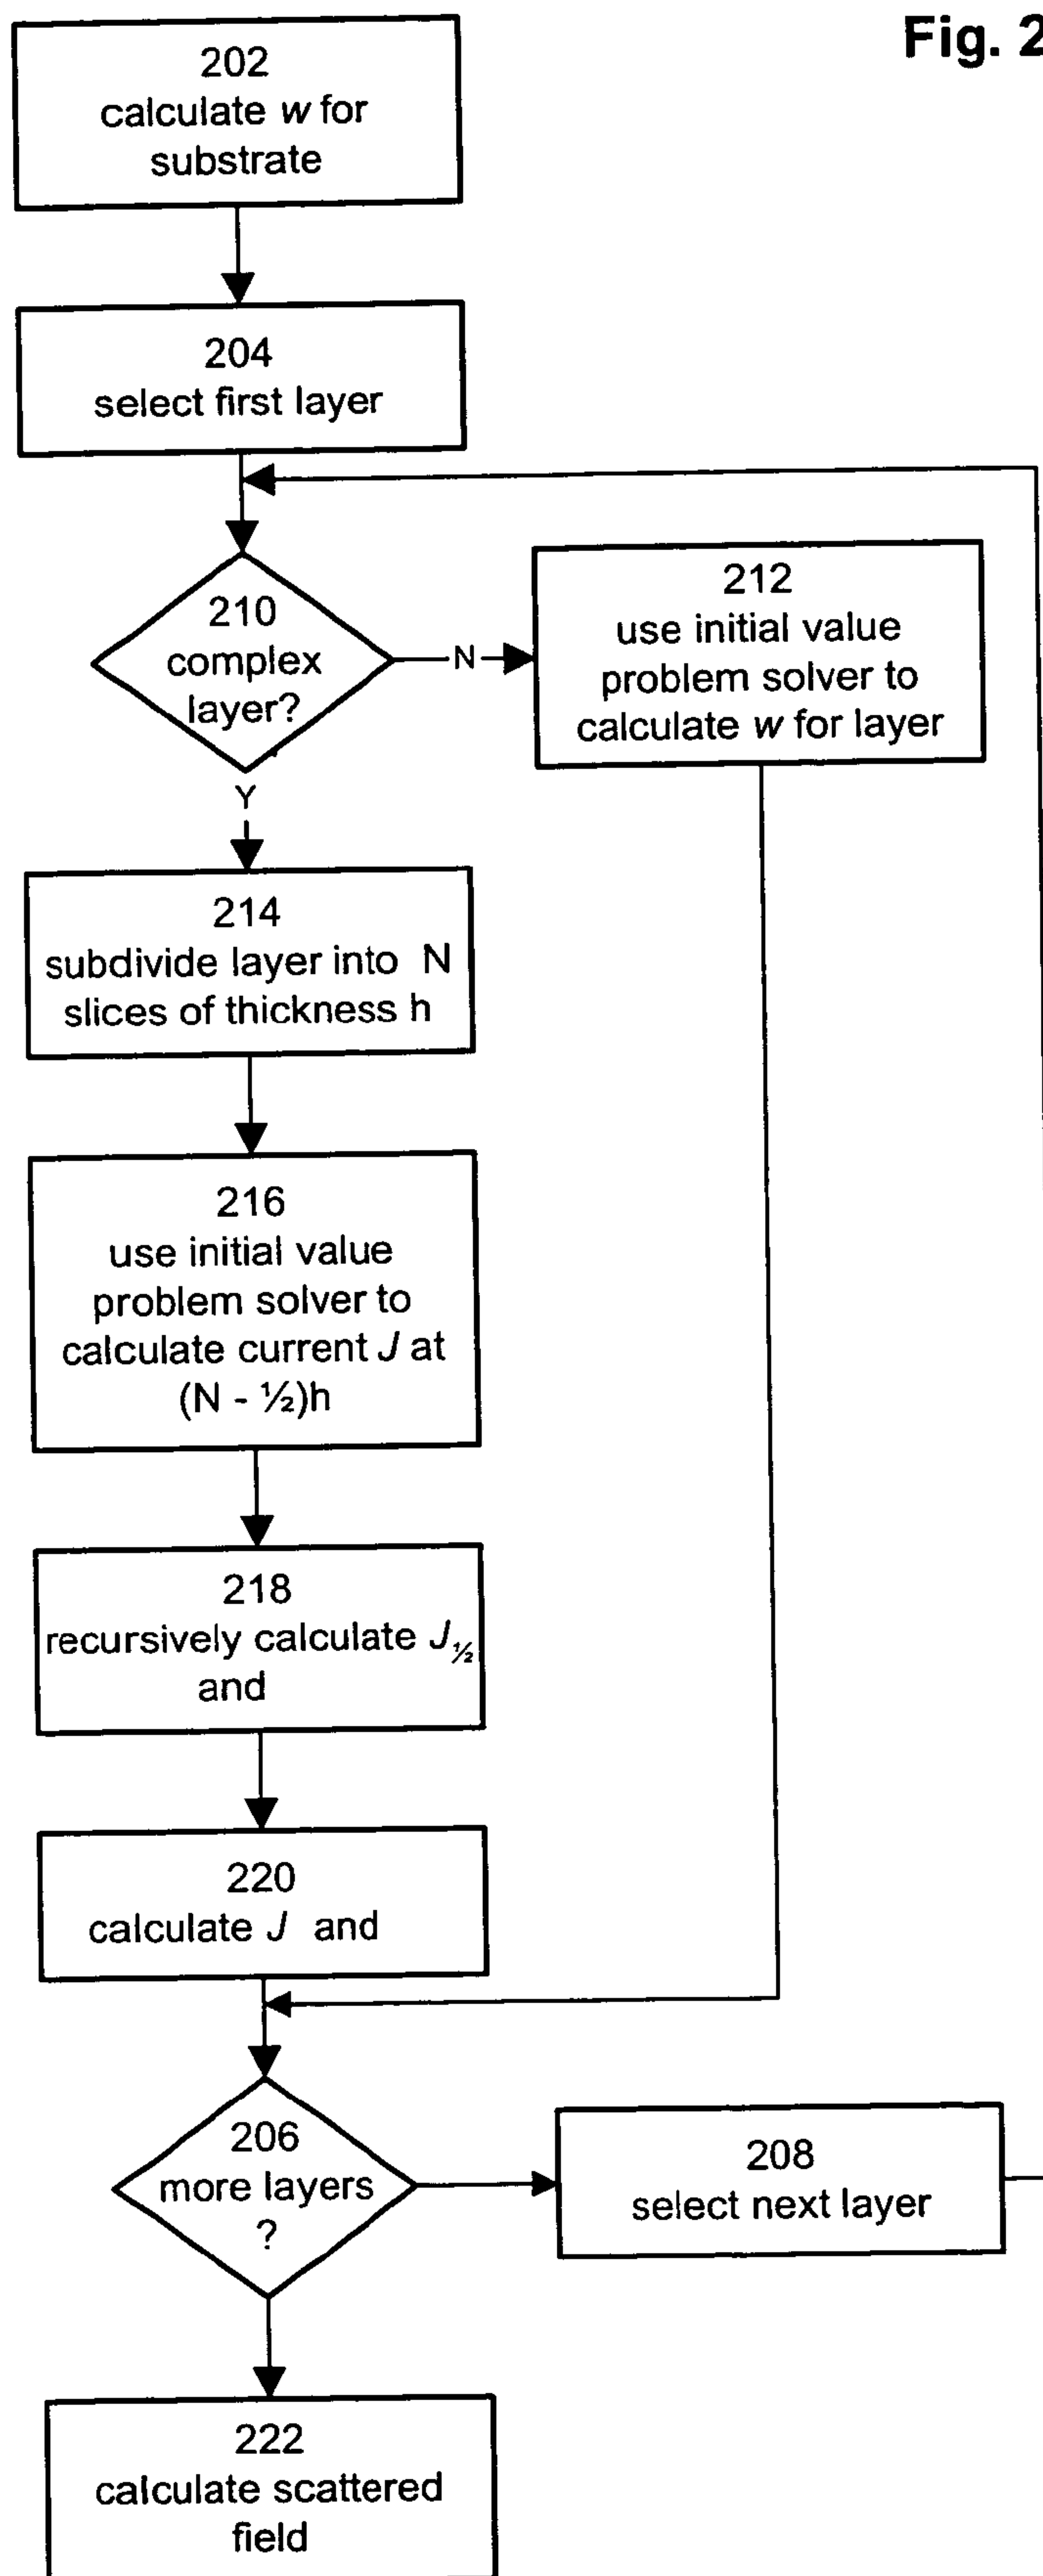 Fig. 2
202
calculate w for
substrate
204
select first layer
210
complex
layer?
N
212
use initial value
problem solver to
calculate w for layer
Y
214
subdivide layer into N
slices of thickness h
216
use initial value
problem solver to
calculate current J at
(N - ½)h
218
recursively calculate J½
and
220
calculate J and
206
more layers
?
208
select next layer
222
calculate scattered
field